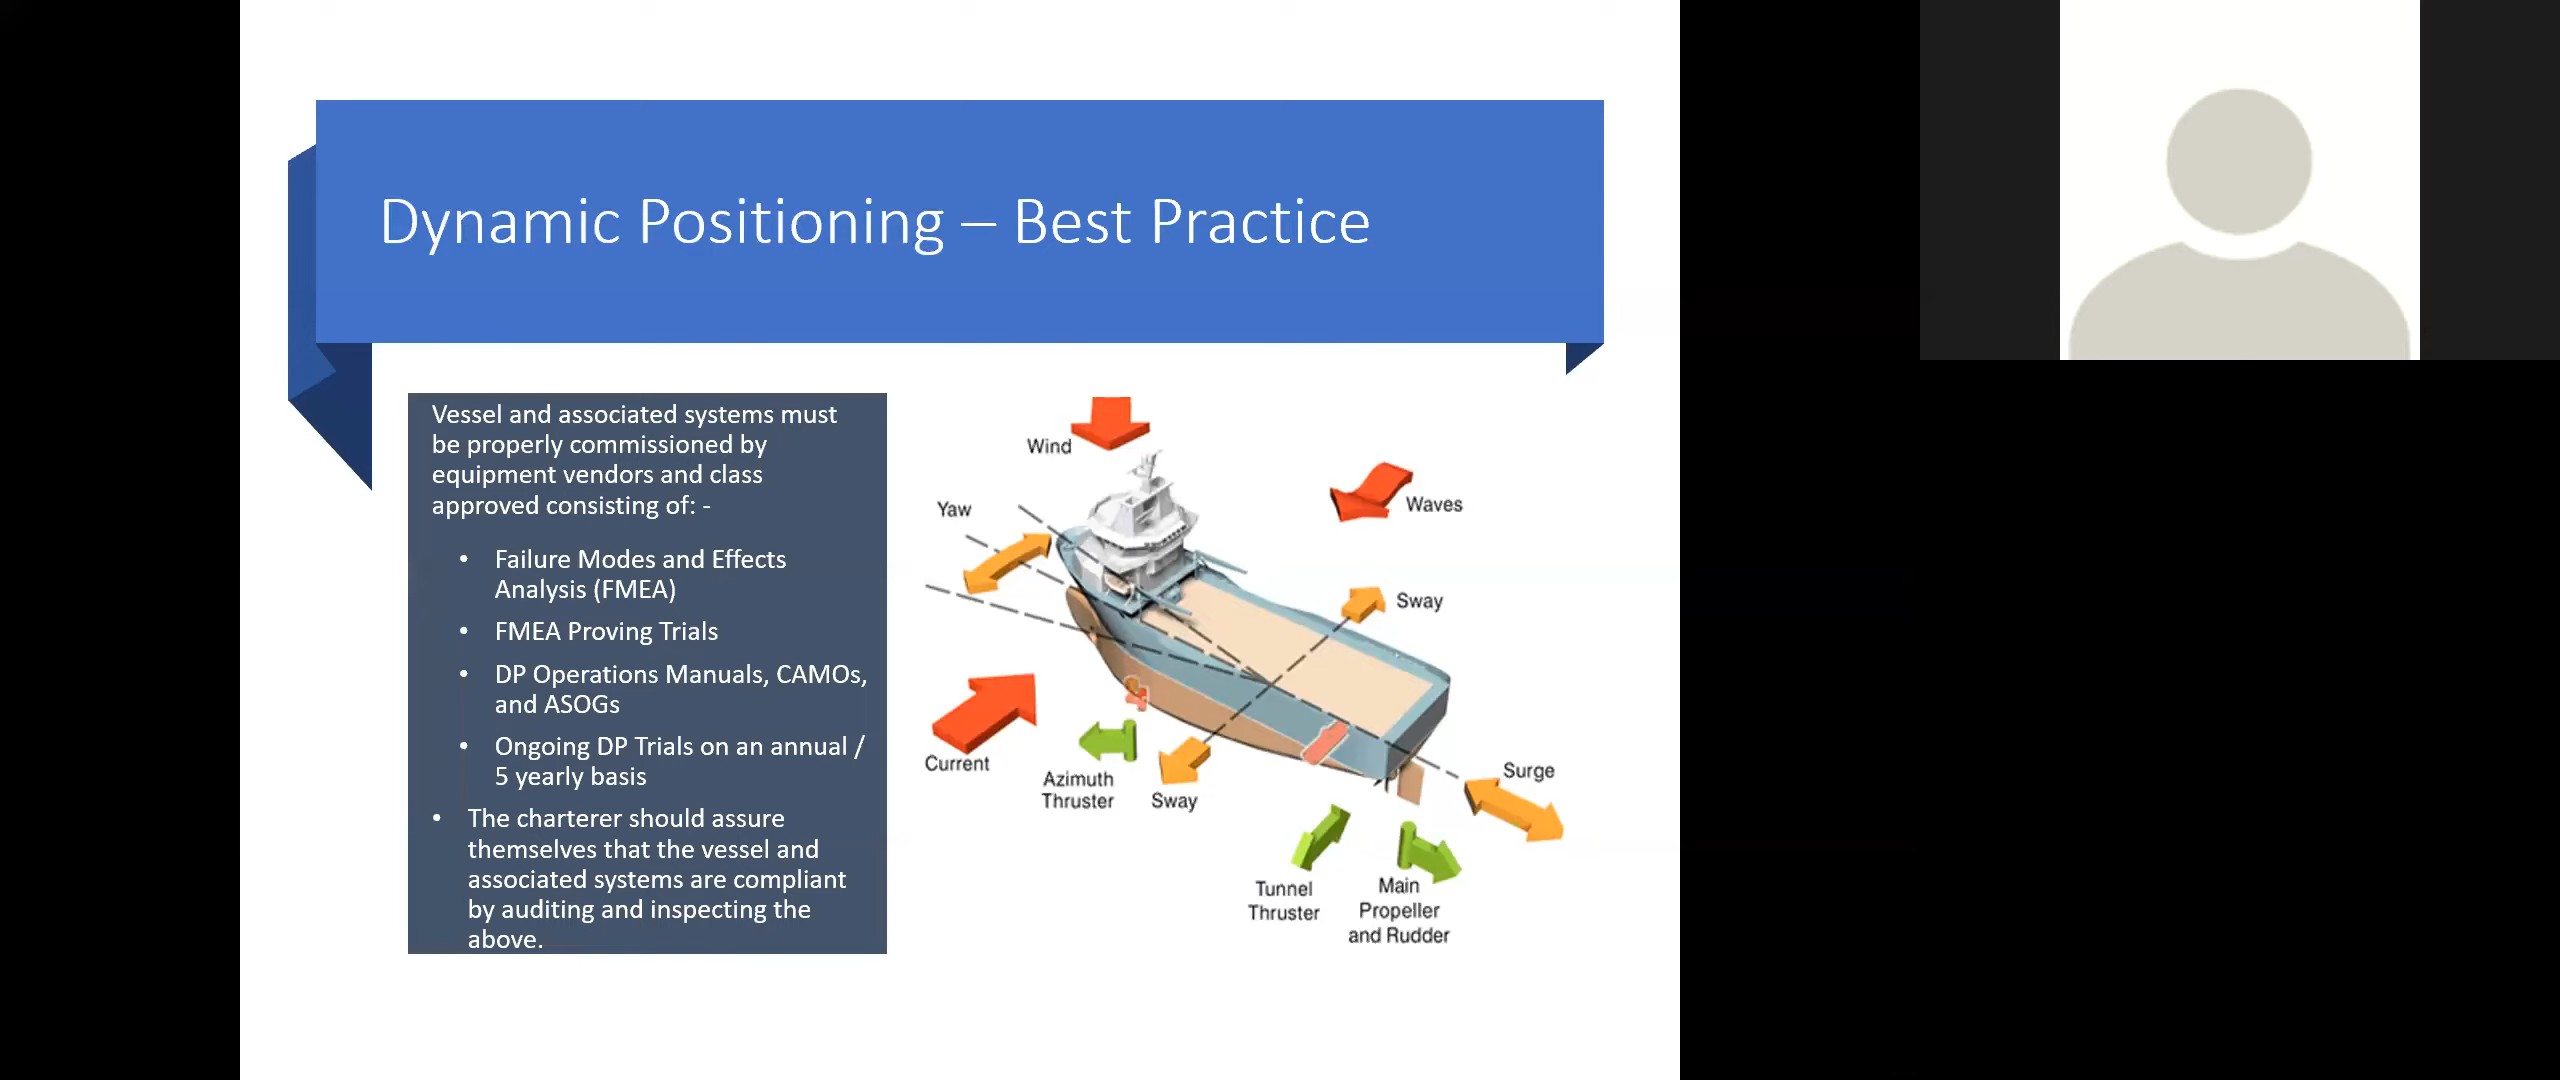 Dynamic Positioning – Best Practice
Vessel and associated systems must
be properly commissioned by
equipment vendors and class
approved consisting of: -
• Failure Modes and Effects
Analysis (FMEA)
• FMEA Proving Trials
• DP Operations Manuals, CAMOs,
and ASOGs
• Ongoing DP Trials on an annual /
5 yearly basis
• The charterer should assure
themselves that the vessel and
associated systems are compliant
by auditing and inspecting the
above.
Wind
Waves
Yaw
Sway
Current
Azimuth
Thruster
Sway
Surge
Tunnel
Thruster
Main
Propeller
and Rudder